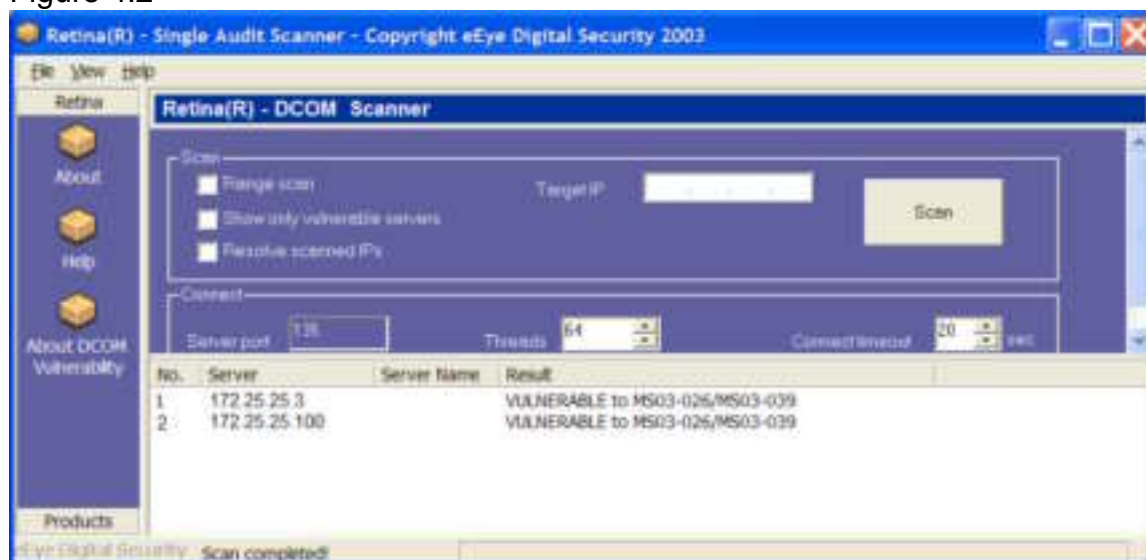 Figure 4.2
Retina(R) - Single Audit Scanner - Copyright eEye Digital Security 2003
File View Help
Retina
Retina(R) - DCOM Scanner
About
Help
About DCOM
Vulnerability
Products
Scan
Range scan
Target IP
Scan
Show only vulnerable servers
Resolve scanned IPs
Connect
Server port 135
Threads 64
Connect timeout 20 sec
No. Server Server Name Result
1 172.25.25.3 VULNERABLE to MS03-026/MS03-039
2 172.25.25.100 VULNERABLE to MS03-026/MS03-039
eEye Digital Security Scan completed!